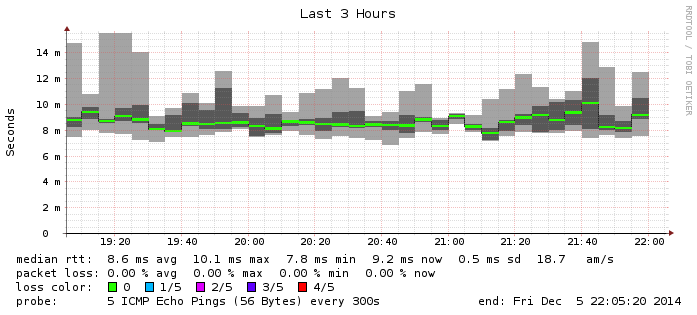 Last 3 Hours
RRDTOOL / TOBI OETIKER
Seconds
14 m
12 m
10 m
8 m
6 m
4 m
2 m
0
19:20 19:40 20:00 20:20 20:40 21:00 21:20 21:40 22:00
median rtt: 8.6 ms avg 10.1 ms max 7.8 ms min 9.2 ms now 0.5 ms sd 18.7 am/s
packet loss: 0.00 % avg 0.00 % max 0.00 % min 0.00 % now
loss color: 0 1/5 2/5 3/5 4/5
probe: 5 ICMP Echo Pings (56 Bytes) every 300s end: Fri Dec 5 22:05:20 2014